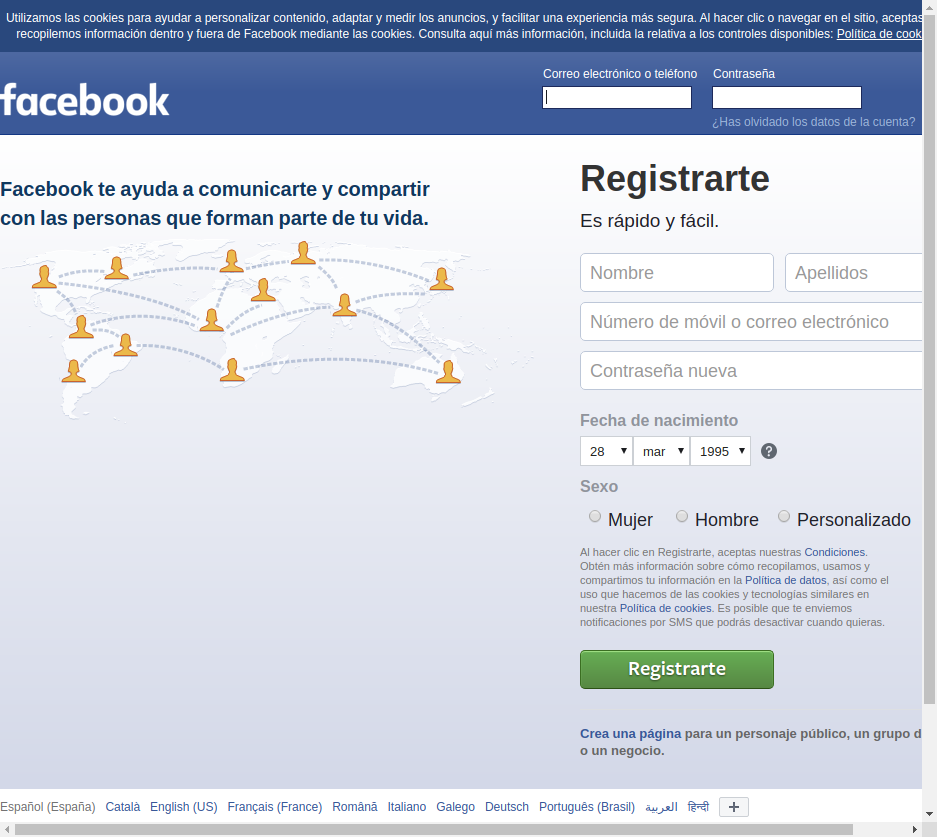 Utilizamos las cookies para ayudar a personalizar contenido, adaptar y medir los anuncios, y facilitar una experiencia más segura. Al hacer clic o navegar en el sitio, aceptas
recopilemos información dentro y fuera de Facebook mediante las cookies. Consulta aquí más información, incluida la relativa a los controles disponibles: Política de cook
Correo electrónico o teléfono Contraseña
facebook
¿Has olvidado los datos de la cuenta?
Facebook te ayuda a comunicarte y compartir
con las personas que forman parte de tu vida.
Registrarte
Es rápido y fácil.
Nombre Apellidos
Número de móvil o correo electrónico
Contraseña nueva
Fecha de nacimiento
28 mar 1995 ?
Sexo
Mujer Hombre Personalizado
Al hacer clic en Registrarte, aceptas nuestras Condiciones.
Obtén más información sobre cómo recopilamos, usamos y
compartimos tu información en la Política de datos, así como el
uso que hacemos de las cookies y tecnologías similares en
nuestra Política de cookies. Es posible que te enviemos
notificaciones por SMS que podrás desactivar cuando quieras.
Registrarte
Crea una página para un personaje público, un grupo d
o un negocio.
Español (España) Català English (US) Français (France) Română Italiano Galego Deutsch Português (Brasil) العربية हिन्दी +